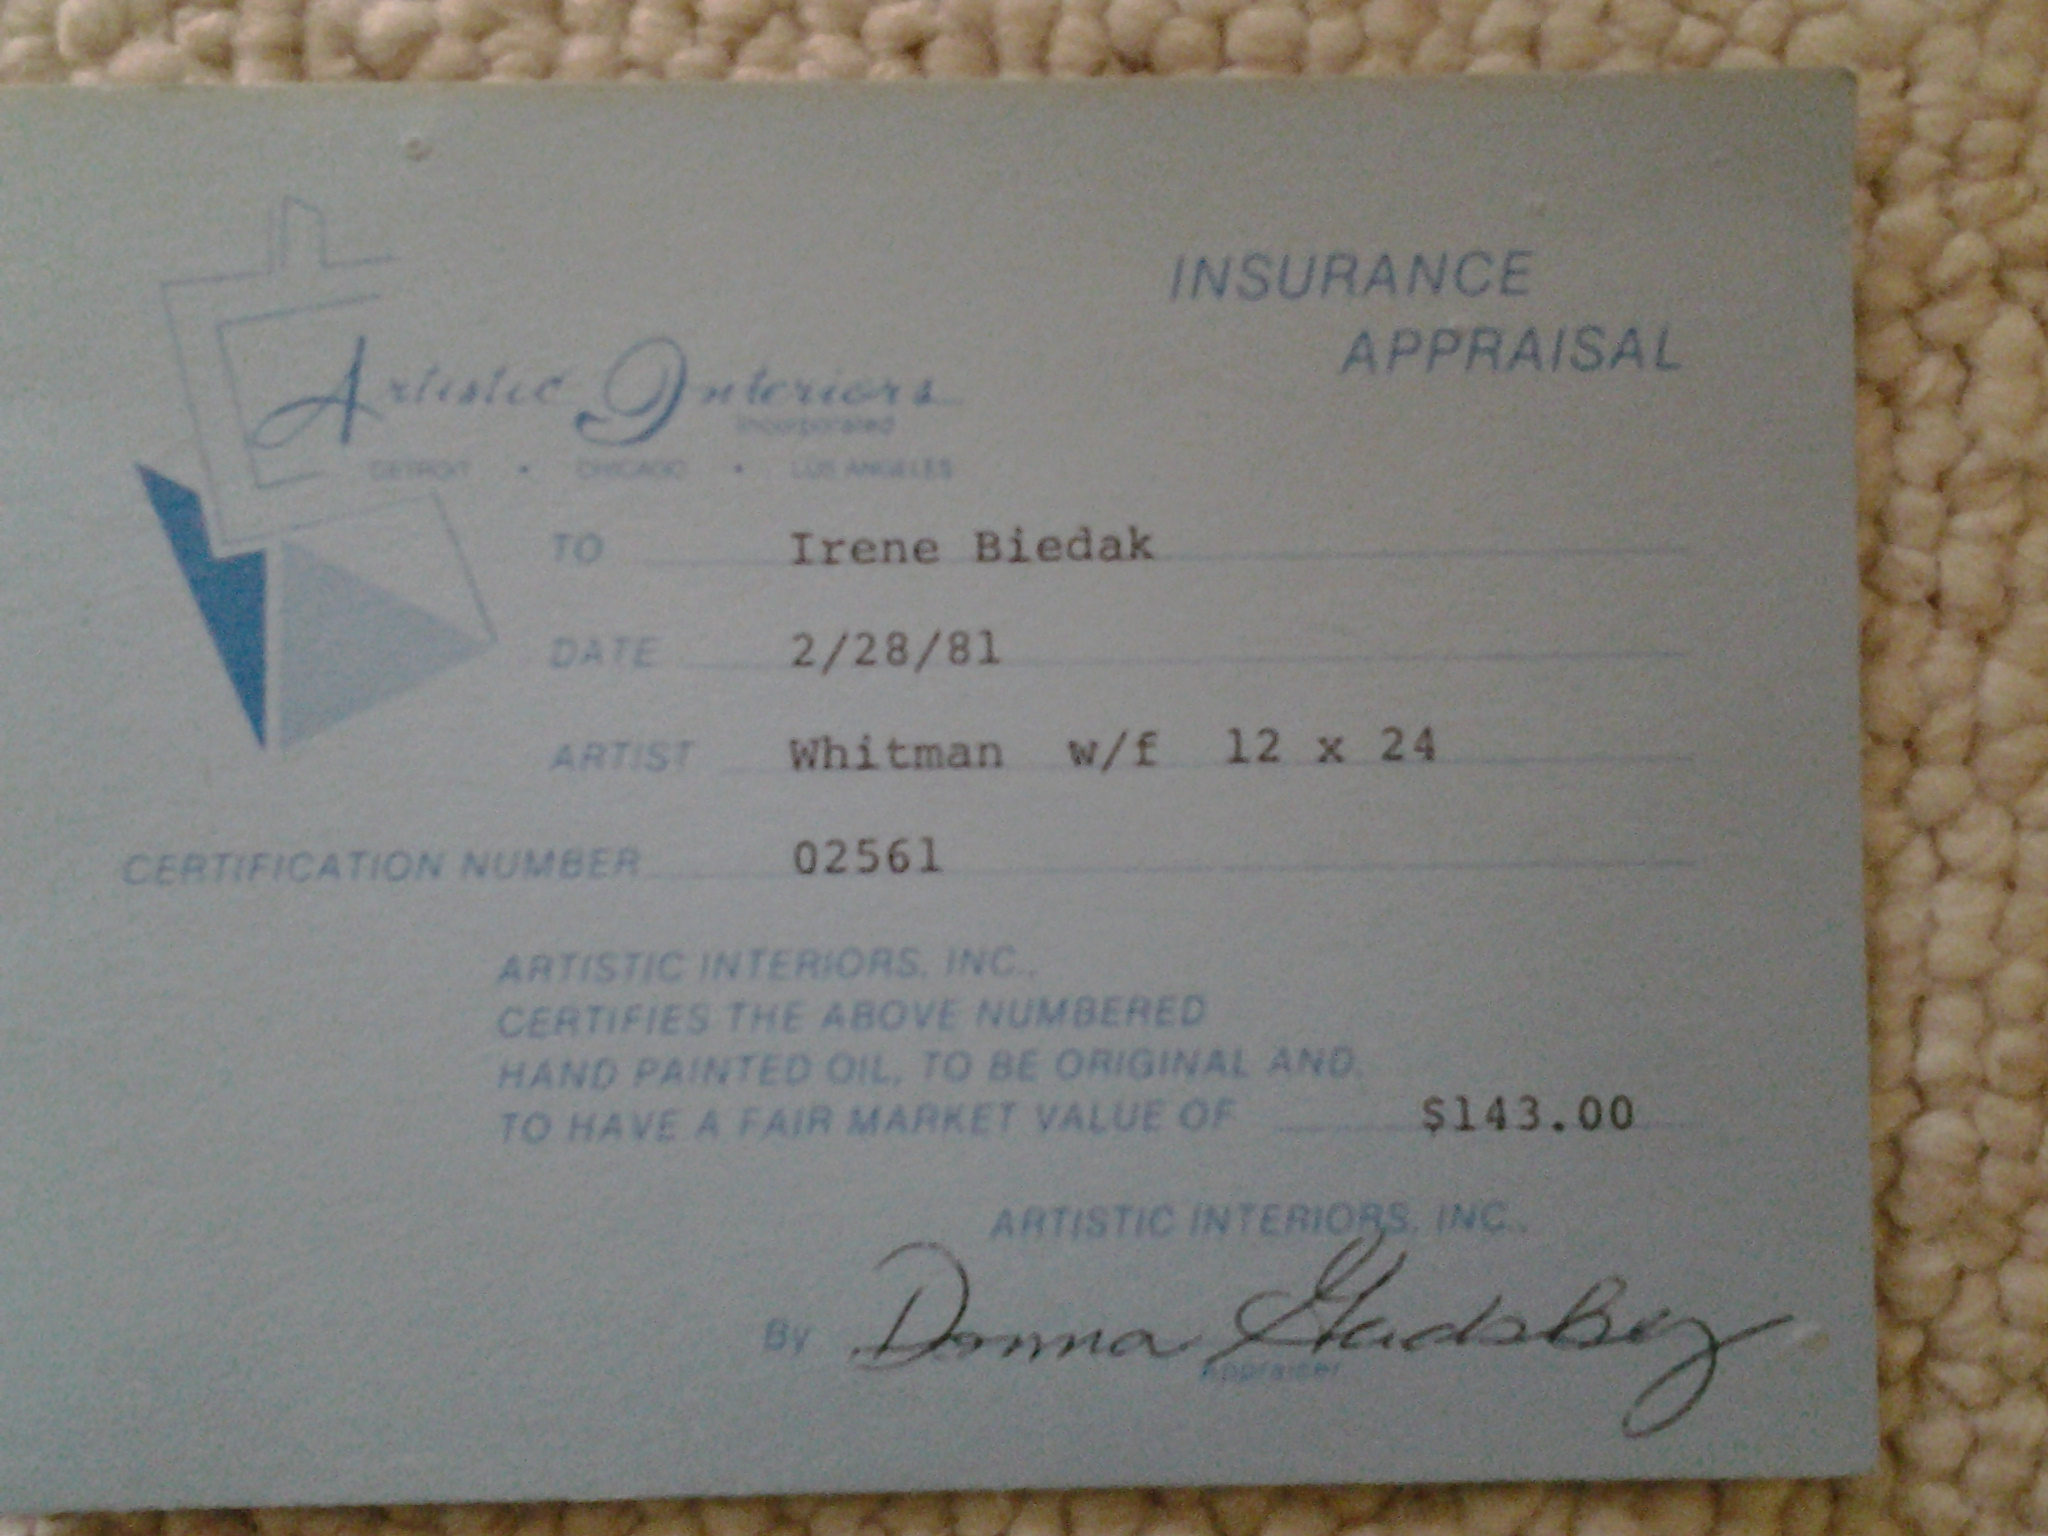 INSURANCE
APPRAISAL
Artistic Interiors
Incorporated
DETROIT • CHICAGO • LOS ANGELES
TO Irene Biedak
DATE 2/28/81
ARTIST Whitman w/f 12 x 24
CERTIFICATION NUMBER 02561
ARTISTIC INTERIORS, INC.,
CERTIFIES THE ABOVE NUMBERED
HAND PAINTED OIL, TO BE ORIGINAL AND,
TO HAVE A FAIR MARKET VALUE OF $143.00
ARTISTIC INTERIORS, INC.,
By Donna Gadsby
Appraiser